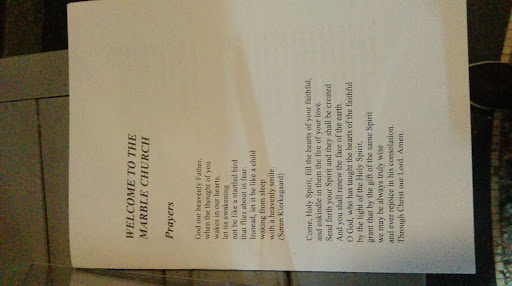 WELCOME TO THE
MARBLE CHURCH
Prayers
God our heavenly Father,
when the thought of you
wakes in our hearts,
let its awakening
not be like a startled bird
that flies about in fear.
Instead, let it be like a child
waking from sleep
with a heavenly smile.
(Søren Kierkegaard)
Come, Holy Spirit, fill the hearts of your faithful,
and enkindle in them the fire of your love.
Send forth your Spirit and they shall be created
And you shall renew the face of the earth.
O God, who has taught the hearts of the faithful
by the light of the Holy Spirit,
grant that by the gift of the same Spirit
we may be always truly wise
and ever rejoice in his consolation.
Through Christ our Lord. Amen.